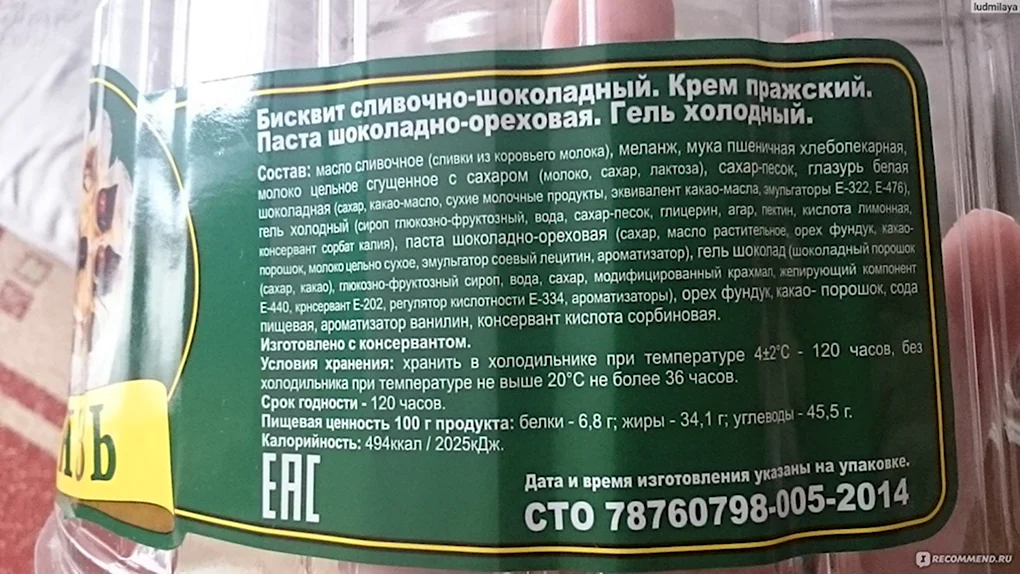 ludmilaya
Бисквит сливочно-шоколадный. Крем пражский.
Паста шоколадно-ореховая. Гель холодный.
Состав: масло сливочное (сливки из коровьего молока), меланж, мука пшеничная хлебопекарная,
молоко цельное сгущенное с сахаром (молоко, сахар, лактоза), сахар-песок, глазурь белая
шоколадная (сахар, какао-масло, сухие молочные продукты, эквивалент какао-масла, эмульгаторы Е-322, Е-476),
гель холодный (сироп глюкозно-фруктозный, вода, сахар-песок, глицерин, агар, пектин, кислота лимонная,
консервант сорбат калия), паста шоколадно-ореховая (сахар, масло растительное, орех фундук, какао-
порошок, молоко цельно сухое, эмульгатор соевый лецитин, ароматизатор), гель шоколад (шоколадный порошок
(сахар, какао), глюкозно-фруктозный сироп, вода, сахар, модифицированный крахмал, желирующий компонент
Е-440, крнсервант Е-202, регулятор кислотности Е-334, ароматизаторы), орех фундук, какао- порошок, сода
пищевая, ароматизатор ванилин, консервант кислота сорбиновая.
Изготовлено с консервантом.
Условия хранения: хранить в холодильнике при температуре 4±2°С - 120 часов, без
холодильника при температуре не выше 20°С не более 36 часов.
Срок годности - 120 часов.
Пищевая ценность 100 г продукта: белки - 6,8 г; жиры - 34,1 г; углеводы - 45,5 г.
Калорийность: 494ккал / 2025кДж.
ЕАС
Дата и время изготовления указаны на упаковке.
СТО 78760798-005-2014
IRECOMMEND.RU